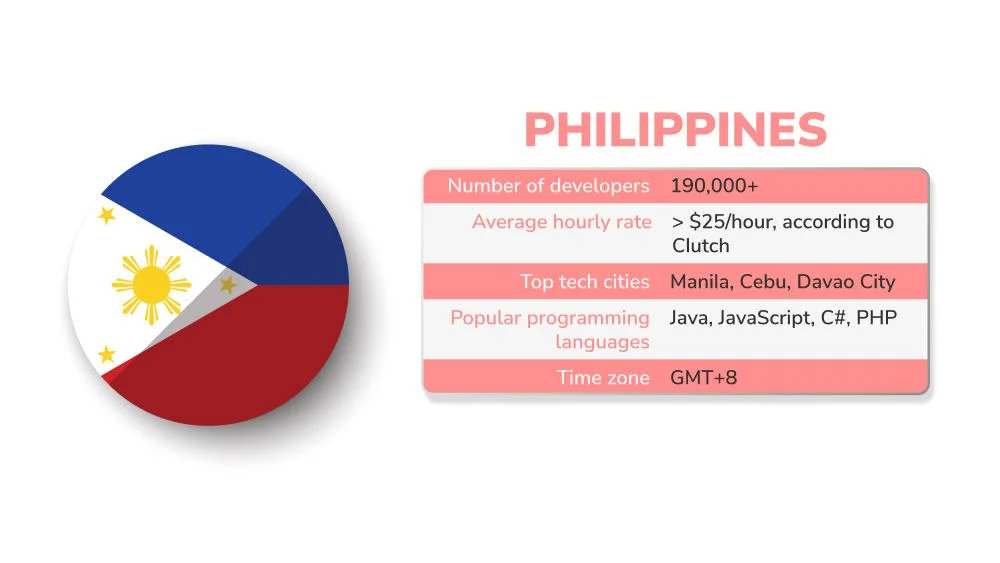 PHILIPPINES
Number of developers 190,000+
Average hourly rate > $25/hour, according to
Clutch
Top tech cities Manila, Cebu, Davao City
Popular programming Java, JavaScript, C#, PHP
languages
Time zone GMT+8